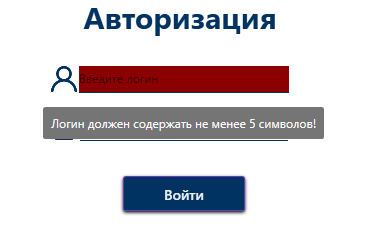 Авторизация
Введите логин
Логин должен содержать не менее 5 символов!
Войти